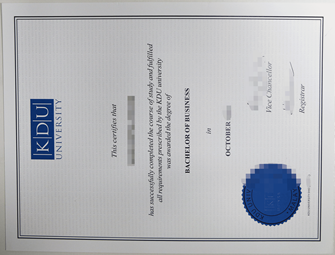 KDU
UNIVERSITY
This certifies that
has successfully completed the course of study and fulfilled
all requirements prescribed by the KDU university
was awarded the degree of
BACHELOR OF BUSINESS
in
OCTOBER
Vice Chancellor
Registrar